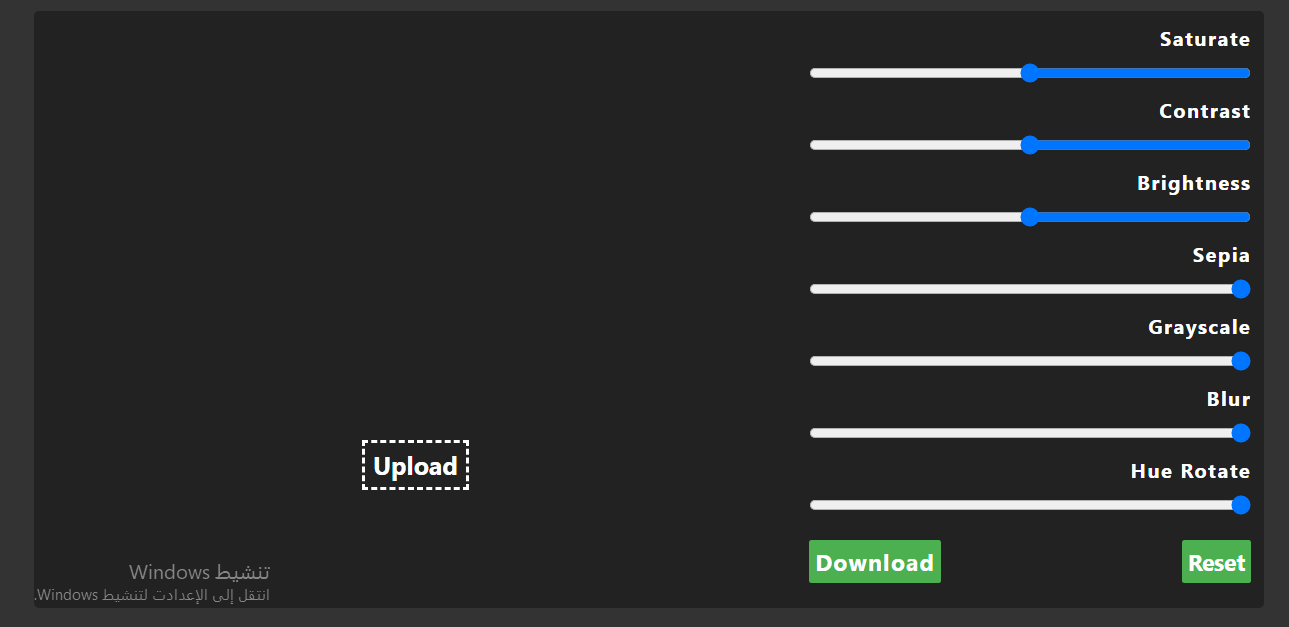 Saturate
Contrast
Brightness
Sepia
Grayscale
Blur
Hue Rotate
Upload
Download
Reset
تنشيط Windows
انتقل إلى الإعدادت لتنشيط Windows.